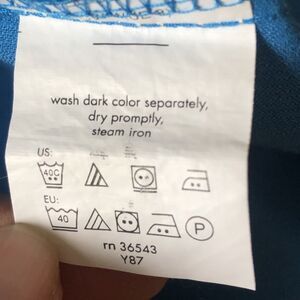 wash dark color separately,
dry promptly,
steam iron
US:
40C
EU:
40
P
rn 36543
Y87